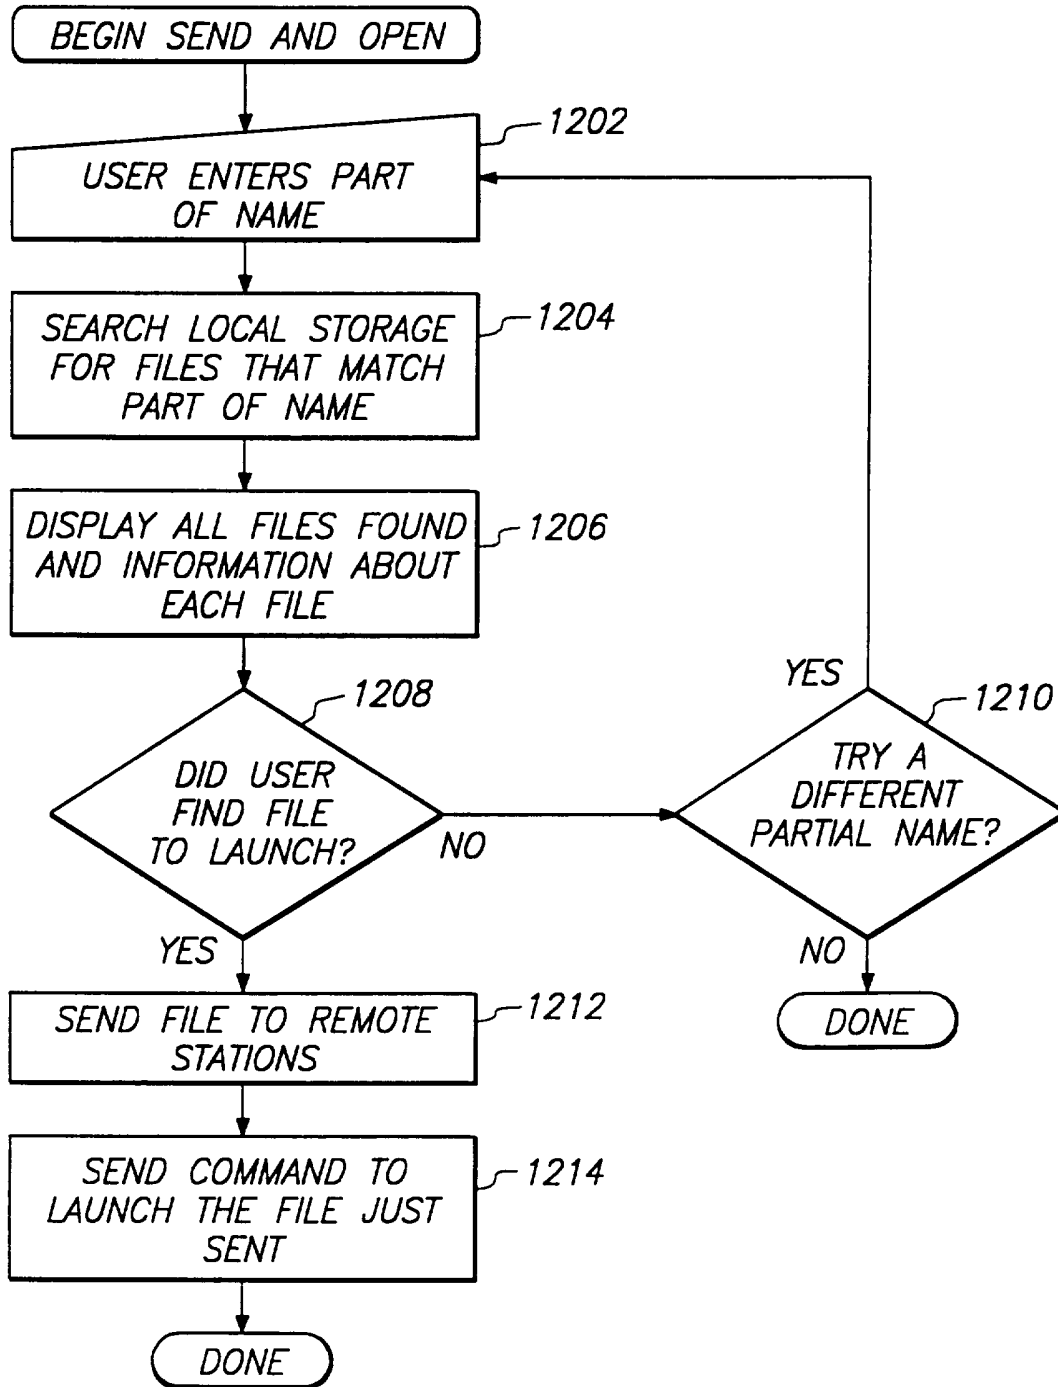 BEGIN SEND AND OPEN
1202
USER ENTERS PART
OF NAME
SEARCH LOCAL STORAGE
FOR FILES THAT MATCH
PART OF NAME
1204
DISPLAY ALL FILES FOUND
AND INFORMATION ABOUT
EACH FILE
1206
1208
DID USER
FIND FILE
TO LAUNCH?
NO
YES
YES
1210
TRY A
DIFFERENT
PARTIAL NAME?
NO
DONE
SEND FILE TO REMOTE
STATIONS
1212
SEND COMMAND TO
LAUNCH THE FILE JUST
SENT
1214
DONE